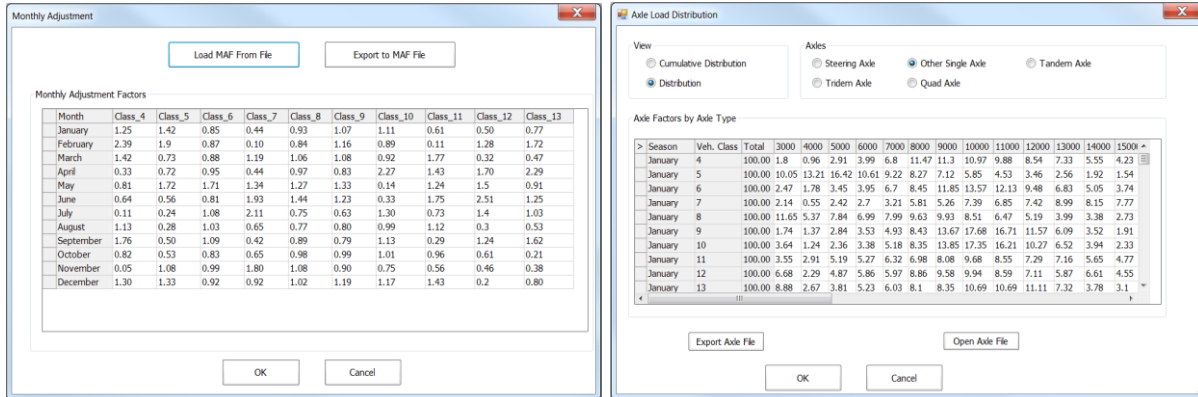 Monthly Adjustment
Load MAF From File Export to MAF File
Monthly Adjustment Factors
Month Class_4 Class_5 Class_6 Class_7 Class_8 Class_9 Class_10 Class_11 Class_12 Class_13
January 1.25 1.42 0.85 0.44 0.93 1.07 1.11 0.61 0.50 0.77
February 2.39 1.9 0.87 0.10 0.84 1.16 0.89 0.11 1.28 1.72
March 1.42 0.73 0.88 1.19 1.06 1.08 0.92 1.77 0.32 0.47
April 0.33 0.72 0.95 0.44 0.97 0.83 2.27 1.43 1.70 2.29
May 0.81 1.72 1.71 1.34 1.27 1.33 0.14 1.24 1.5 0.91
June 0.64 0.56 0.81 1.93 1.44 1.23 0.33 1.75 2.51 1.25
July 0.11 0.24 1.08 2.11 0.75 0.63 1.30 0.73 1.4 1.03
August 1.13 0.28 1.03 0.65 0.77 0.80 0.99 1.12 0.3 0.53
September 1.76 0.50 1.09 0.42 0.89 0.79 1.13 0.29 1.24 1.62
October 0.82 0.53 0.83 0.65 0.98 0.99 1.01 0.96 0.61 0.21
November 0.05 1.08 0.99 1.80 1.08 0.90 0.75 0.56 0.46 0.38
December 1.30 1.33 0.92 0.92 1.02 1.19 1.17 1.43 0.2 0.80
OK Cancel
Axle Load Distribution
View
Cumulative Distribution
Distribution
Axles
Steering Axle Other Single Axle Tandem Axle
Tridem Axle Quad Axle
Axle Factors by Axle Type
> Season Veh. Class Total 3000 4000 5000 6000 7000 8000 9000 10000 11000 12000 13000 14000 1500
January 4 100.00 1.8 0.96 2.91 3.99 6.8 11.47 11.3 10.97 9.88 8.54 7.33 5.55 4.23
January 5 100.00 10.05 13.21 16.42 10.61 9.22 8.27 7.12 5.85 4.53 3.46 2.56 1.92 1.54
January 6 100.00 2.47 1.78 3.45 3.95 6.7 8.45 11.85 13.57 12.13 9.48 6.83 5.05 3.74
January 7 100.00 2.14 0.55 2.42 2.7 3.21 5.81 5.26 7.39 6.85 7.42 8.99 8.15 7.77
January 8 100.00 11.65 5.37 7.84 6.99 7.99 9.63 9.93 8.51 6.47 5.19 3.99 3.38 2.73
January 9 100.00 1.74 1.37 2.84 3.53 4.93 8.43 13.67 17.68 16.71 11.57 6.09 3.52 1.91
January 10 100.00 3.64 1.24 2.36 3.38 5.18 8.35 13.85 17.35 16.21 10.27 6.52 3.94 2.33
January 11 100.00 3.55 2.91 5.19 5.27 6.32 6.98 8.08 9.68 8.55 7.29 7.16 5.65 4.77
January 12 100.00 6.68 2.29 4.87 5.86 5.97 8.86 9.58 9.94 8.59 7.11 5.87 6.61 4.55
January 13 100.00 8.88 2.67 3.81 5.23 6.03 8.1 8.35 10.69 10.69 11.11 7.32 3.78 3.1
Export Axle File Open Axle File
OK Cancel